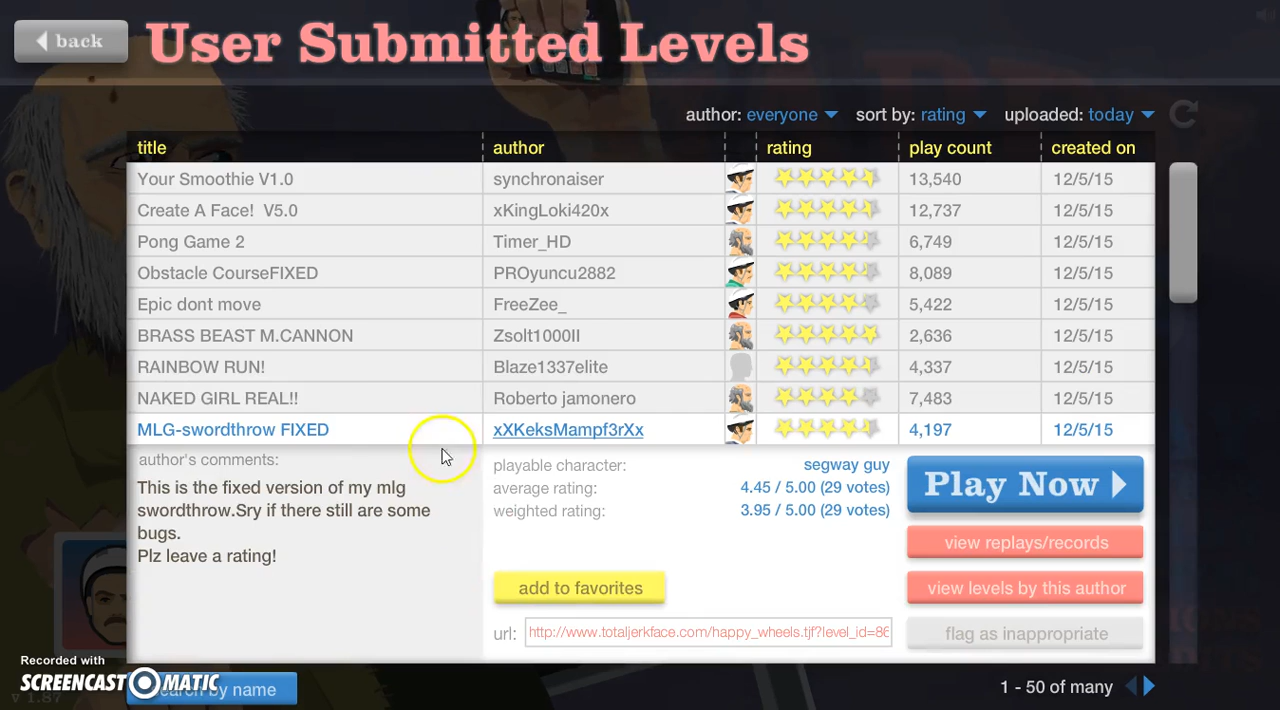 back
User Submitted Levels
author: everyone sort by: rating uploaded: today
title author rating play count created on
Your Smoothie V1.0 synchronaiser 13,540 12/5/15
Create A Face! V5.0 xKingLoki420x 12,737 12/5/15
Pong Game 2 Timer_HD 6,749 12/5/15
Obstacle CourseFIXED PROyuncu2882 8,089 12/5/15
Epic dont move FreeZee_ 5,422 12/5/15
BRASS BEAST M.CANNON Zsolt1000II 2,636 12/5/15
RAINBOW RUN! Blaze1337elite 4,337 12/5/15
NAKED GIRL REAL!! Roberto jamonero 7,483 12/5/15
MLG-swordthrow FIXED xXKeksMampf3rXx 4,197 12/5/15
author's comments:
This is the fixed version of my mlg
swordthrow.Sry if there still are some
bugs.
Plz leave a rating!
playable character: segway guy
average rating: 4.45 / 5.00 (29 votes)
weighted rating: 3.95 / 5.00 (29 votes)
add to favorites
url: http://www.totaljerkface.com/happy_wheels.tjf?level_id=86
Play Now
view replays/records
view levels by this author
flag as inappropriate
Recorded with
SCREENCAST MATIC
by name
1 - 50 of many